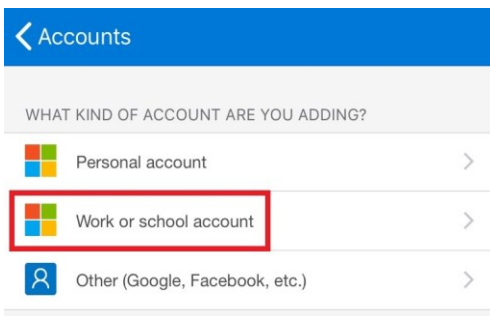 Accounts
WHAT KIND OF ACCOUNT ARE YOU ADDING?
Personal account
Work or school account
Other (Google, Facebook, etc.)